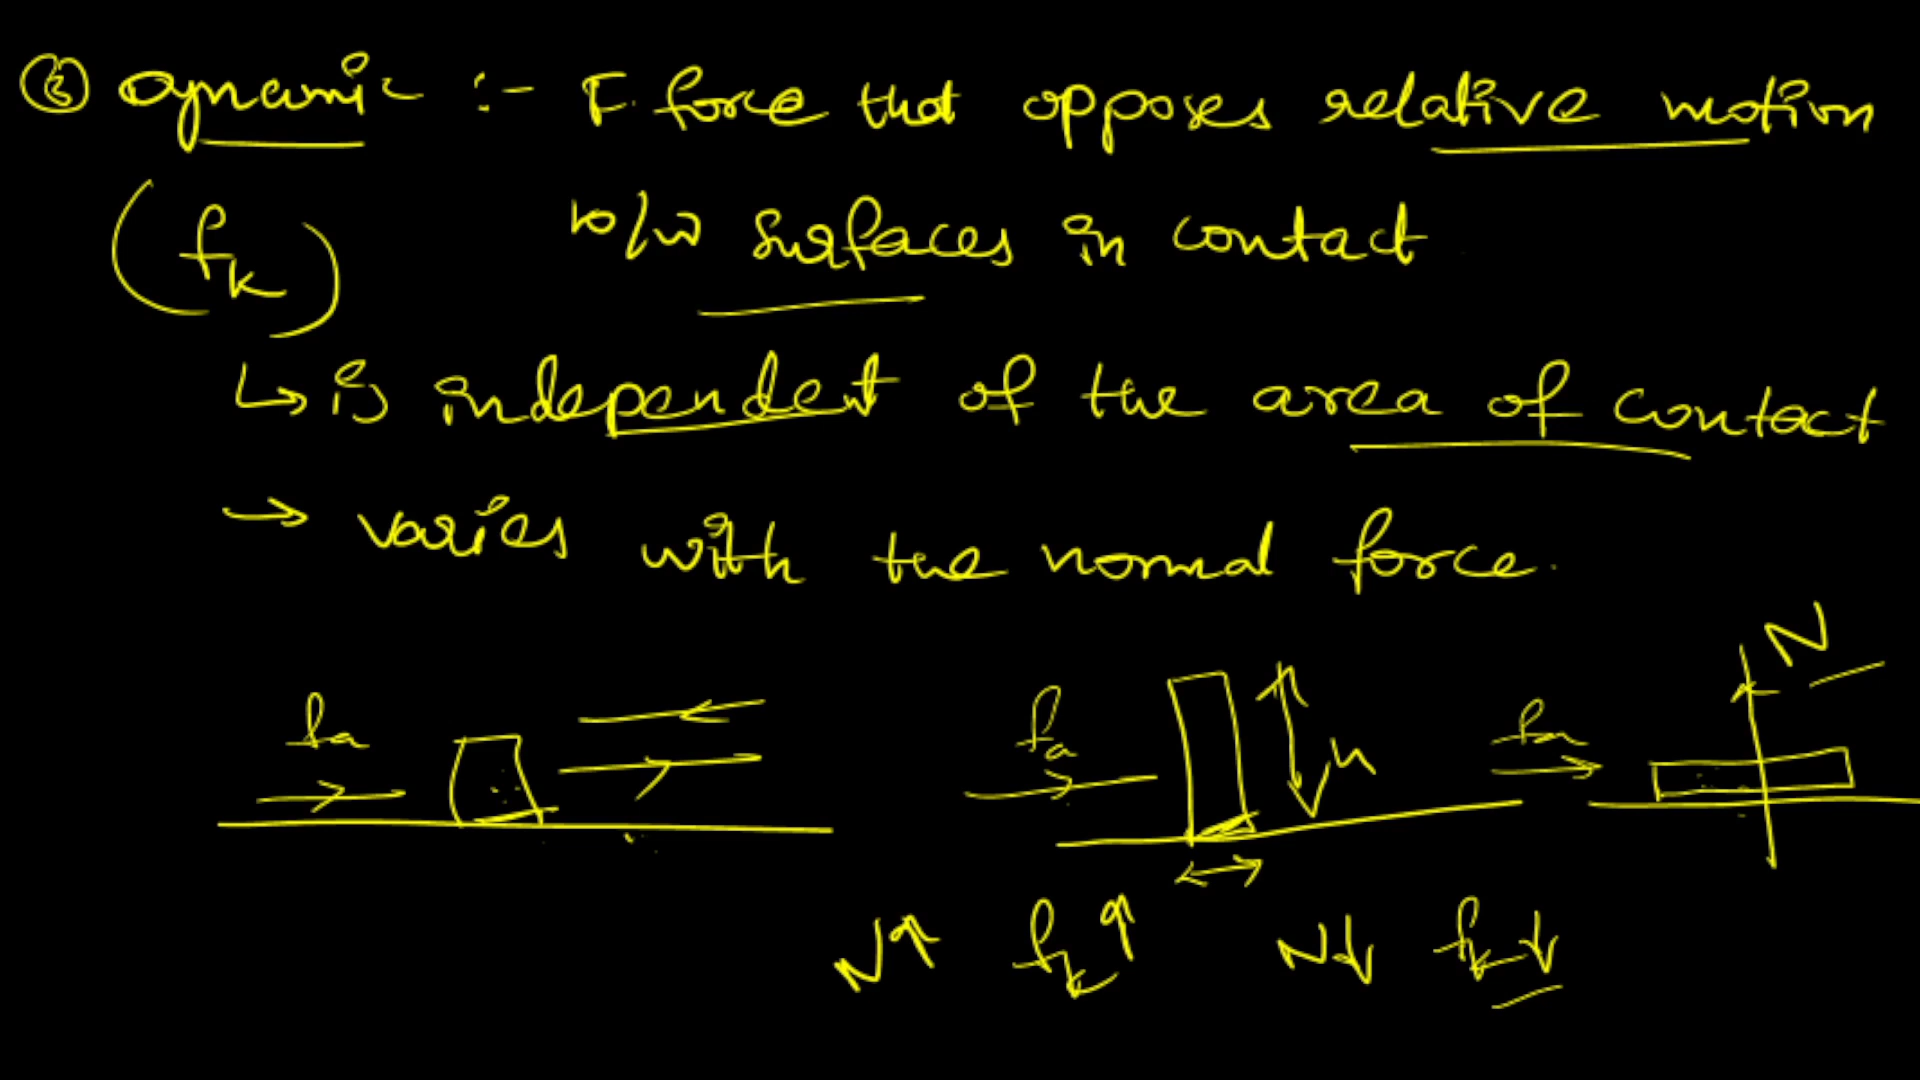 ③ Dynamic :- F. force that opposes relative motion
(fk) b/w surfaces in contact
↳ is independent of the area of contact
→ varies with the normal force.
N
fa fa h fa
N↑ fk↑ N↓ fk↓